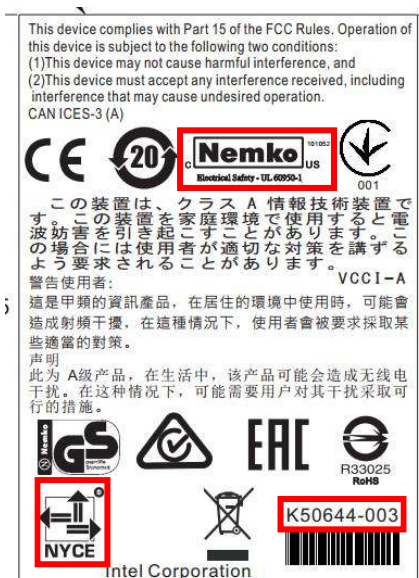 This device complies with Part 15 of the FCC Rules. Operation of
this device is subject to the following two conditions:
(1)This device may not cause harmful interference, and
(2)This device must accept any interference received, including
interference that may cause undesired operation.
CAN ICES-3 (A)
CE
20
C Nemko US
101052
Electrical Safety - UL 60950-1
001
この装置は、クラス A 情報技術装置で
す。この装置を家庭環境で使用すると電
波妨害を引き起こすことがあります。こ
の場合には使用者が適切な対策を講ずる
よう要求されることがあります。
VCCI-A
警告使用者:
這是甲類的資訊產品，在居住的環境中使用時，可能會
造成射頻干擾，在這種情況下，使用者會被要求採取某
些適當的對策。
声明
此为 A级产品，在生活中，该产品可能会造成无线电
干扰。在这种情况下，可能需要用户对其干扰采取可
行的措施。
5
Nemko
GS
geprüfte Sicherheit
EAC
R33025
RoHS
NYCE
K50644-003
Intel Corporation